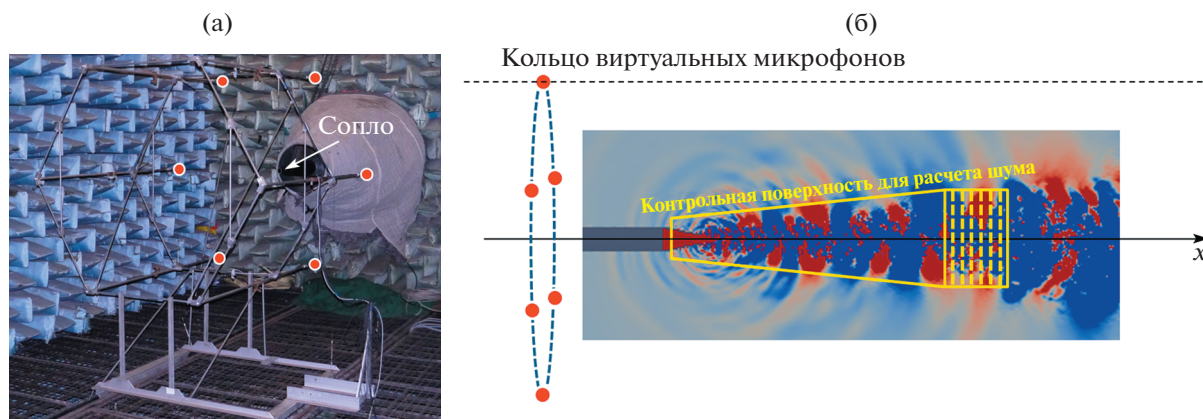 (а)
(б)
Кольцо виртуальных микрофонов
Сопло
Контрольная поверхность для расчета шума
x